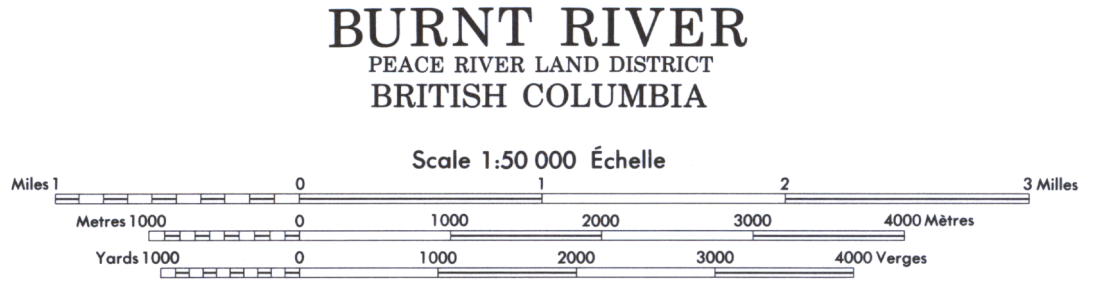 BURNT RIVER
PEACE RIVER LAND DISTRICT
BRITISH COLUMBIA
Scale 1:50 000 Échelle
Miles 1 0 1 2 3 Milles
Metres 1000 0 1000 2000 3000 4000 Mètres
Yards 1000 0 1000 2000 3000 4000 Verges